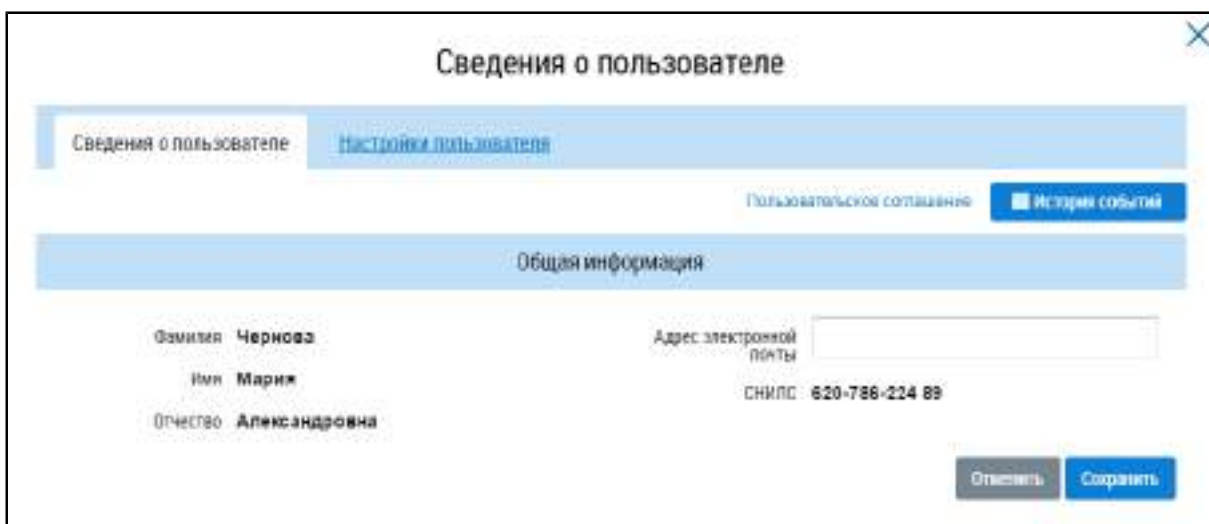 Сведения о пользователе
Сведения о пользователе
Настройки пользователя
Пользовательское соглашение
История событий
Общая информация
Фамилия Чернова
Адрес электронной
почты
Имя Мария
СНИЛС 620-786-224 89
Отчество Александровна
Отменить
Сохранить